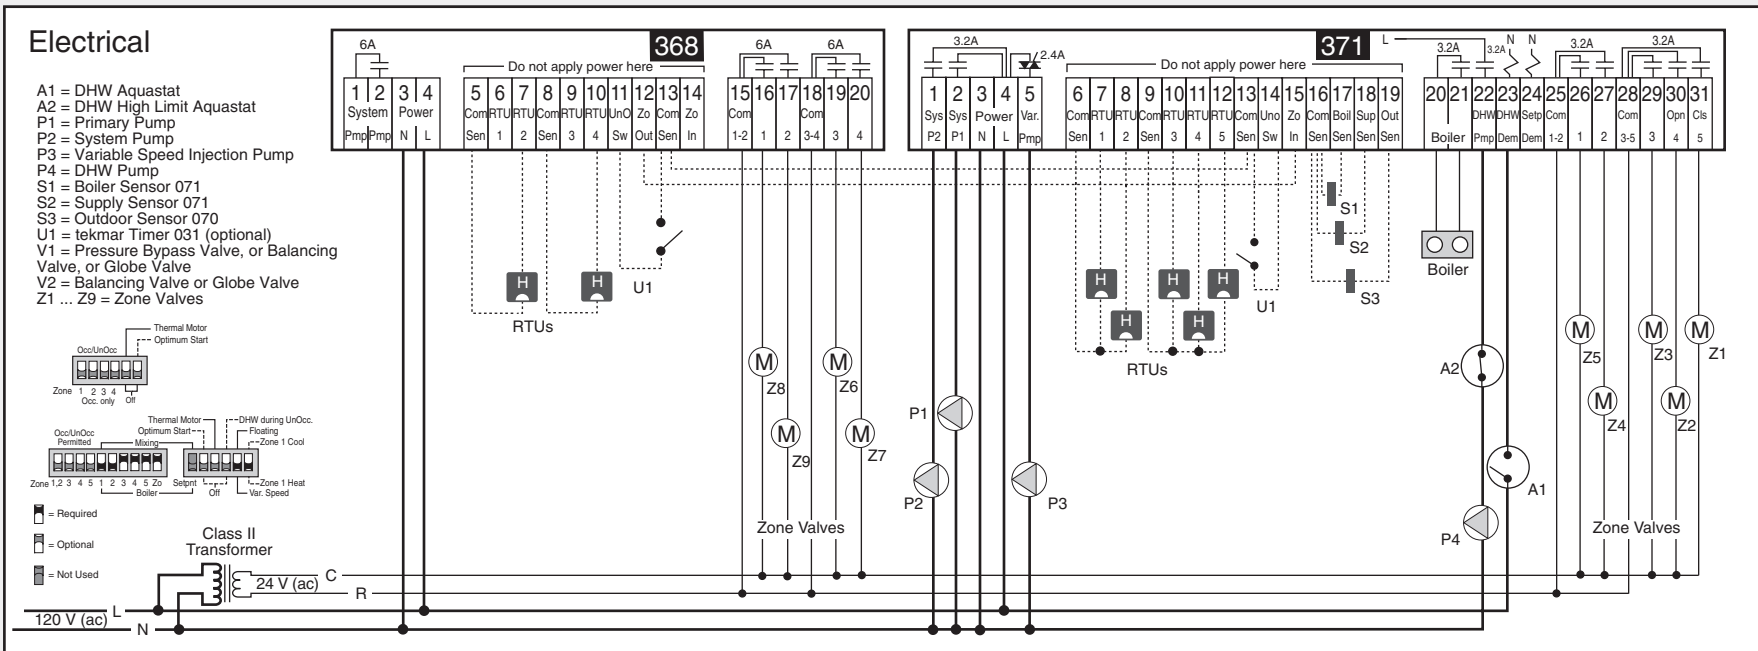 Electrical
A1 = DHW Aquastat
A2 = DHW High Limit Aquastat
P1 = Primary Pump
P2 = System Pump
P3 = Variable Speed Injection Pump
P4 = DHW Pump
S1 = Boiler Sensor 071
S2 = Supply Sensor 071
S3 = Outdoor Sensor 070
U1 = tekmar Timer 031 (optional)
V1 = Pressure Bypass Valve, or Balancing
Valve, or Globe Valve
V2 = Balancing Valve or Globe Valve
Z1 ... Z9 = Zone Valves
Thermal Motor
Optimum Start
Occ/UnOcc
Zone 1 2 3 4
Occ. only Off
Thermal Motor DHW during UnOcc.
Optimum Start Floating
Occ/UnOcc
Permitted Mixing Zone 1 Cool
Zone 1,2 3 4 5 1 2 3 4 5 Zo Setpnt Zone 1 Heat
Boiler Off Var. Speed
= Required
= Optional
= Not Used
Class II
Transformer
24 V (ac)
C
R
L
120 V (ac)
N
368
6A 6A 6A
Do not apply power here
1 2 3 4 5 6 7 8 9 10 11 12 13 14 15 16 17 18 19 20
System Power Com RTU RTU Com RTU RTU UnO Zo Com Zo Com Com
Pmp Pmp N L Sen 1 2 Sen 3 4 Sw Out Sen In 1-2 1 2 3-4 3 4
H H
U1
RTUs
M M
Z8 Z6
M M
Z9 Z7
Zone Valves
371
3.2A 2.4A L 3.2A 3.2A N N 3.2A 3.2A
Do not apply power here
1 2 3 4 5 6 7 8 9 10 11 12 13 14 15 16 17 18 19 20 21 22 23 24 25 26 27 28 29 30 31
Sys Sys Power Var. Com RTU RTU Com RTU RTU RTU Com Uno Zo Com Boil Sup Out Boiler DHW DHW Setp Com Com Opn Cls
P2 P1 N L Pmp Sen 1 2 Sen 3 4 5 Sen Sw In Sen Sen Sen Sen Pmp Dem Dem 1-2 1 2 3-5 3 4 5
S1
S2
S3
Boiler
H H H
H H
U1
RTUs
P1
P2
P3
A2
A1
P4
M M M
Z5 Z3 Z1
M M
Z4 Z2
Zone Valves